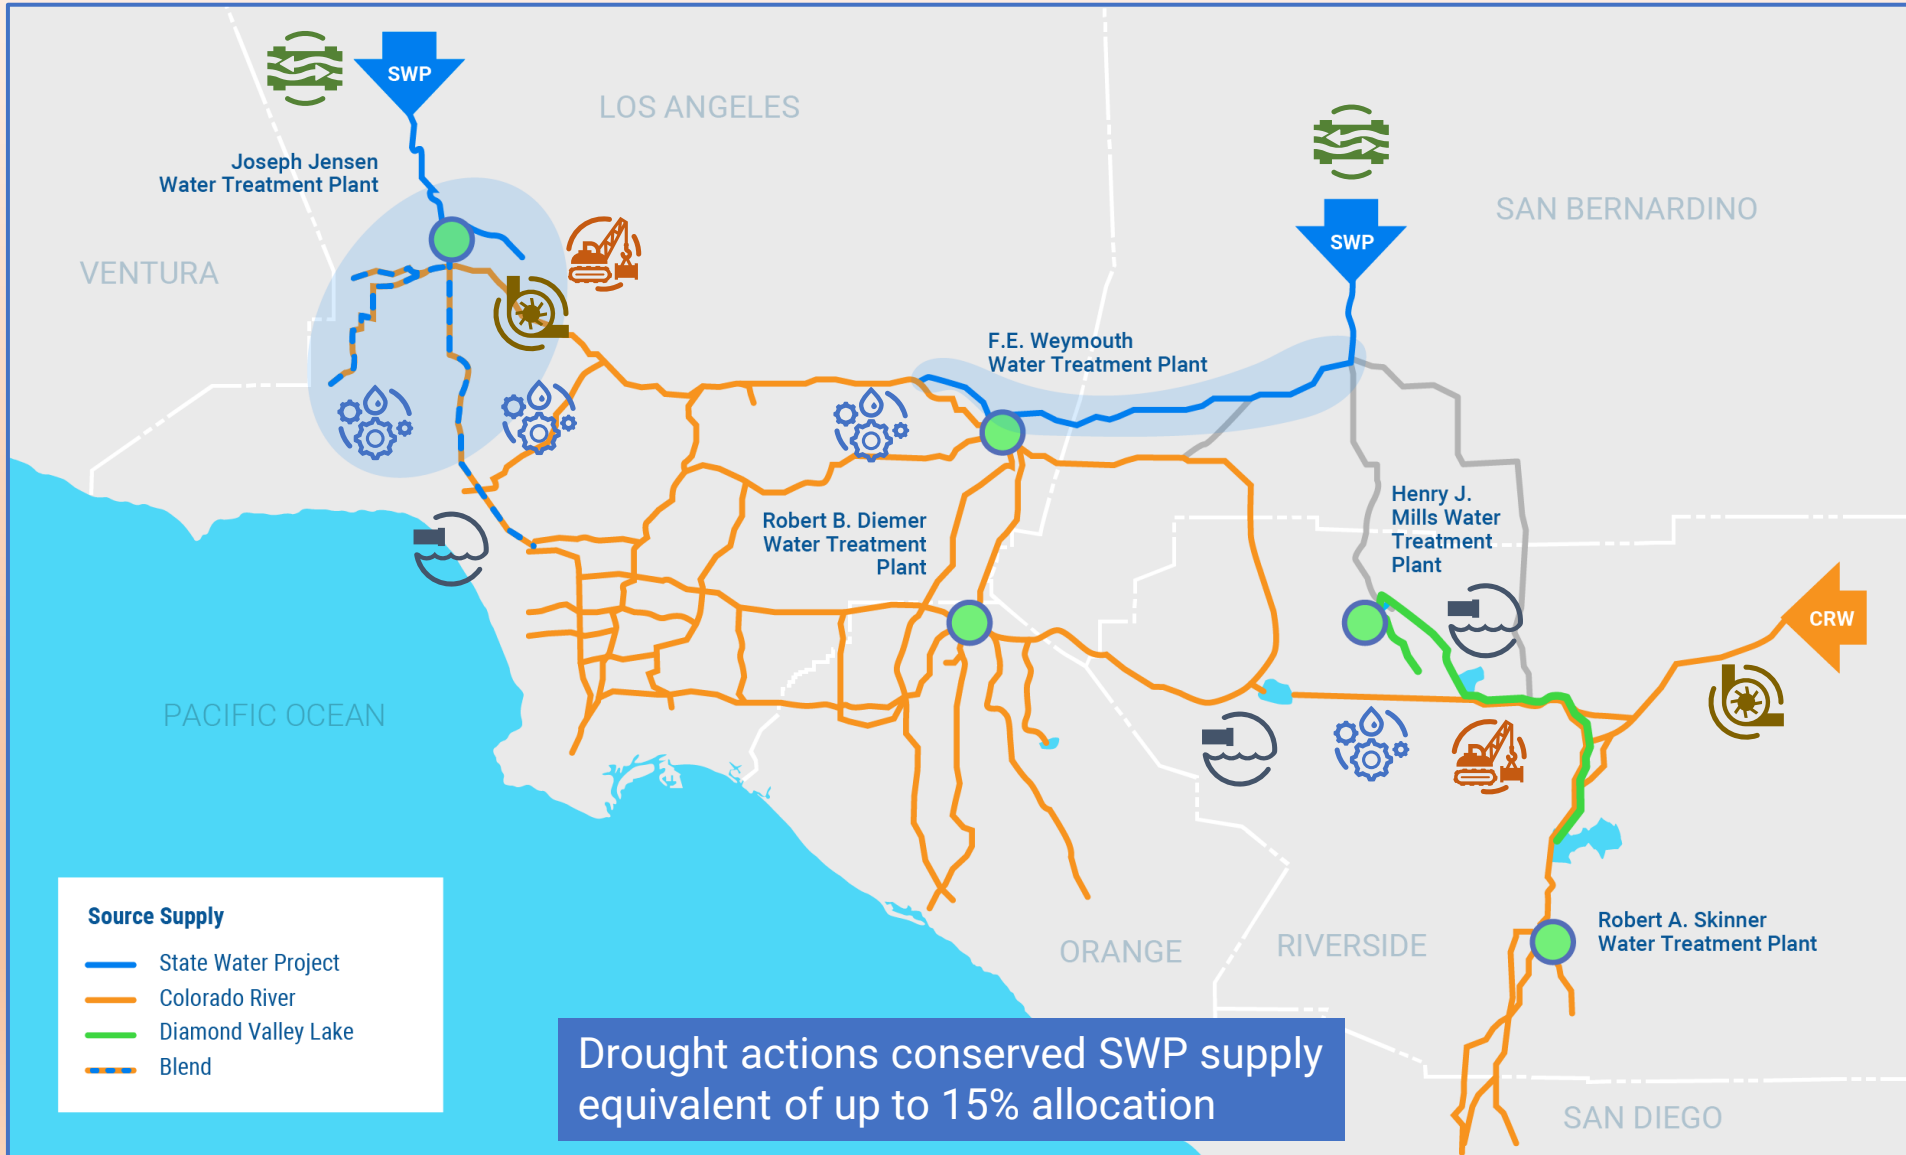 SWP
LOS ANGELES
Joseph Jensen
Water Treatment Plant
SAN BERNARDINO
SWP
VENTURA
F.E. Weymouth
Water Treatment Plant
Henry J.
Mills Water
Treatment
Plant
Robert B. Diemer
Water Treatment
Plant
CRW
PACIFIC OCEAN
Source Supply
State Water Project
Colorado River
Diamond Valley Lake
Blend
ORANGE
RIVERSIDE
Robert A. Skinner
Water Treatment Plant
Drought actions conserved SWP supply
equivalent of up to 15% allocation
SAN DIEGO